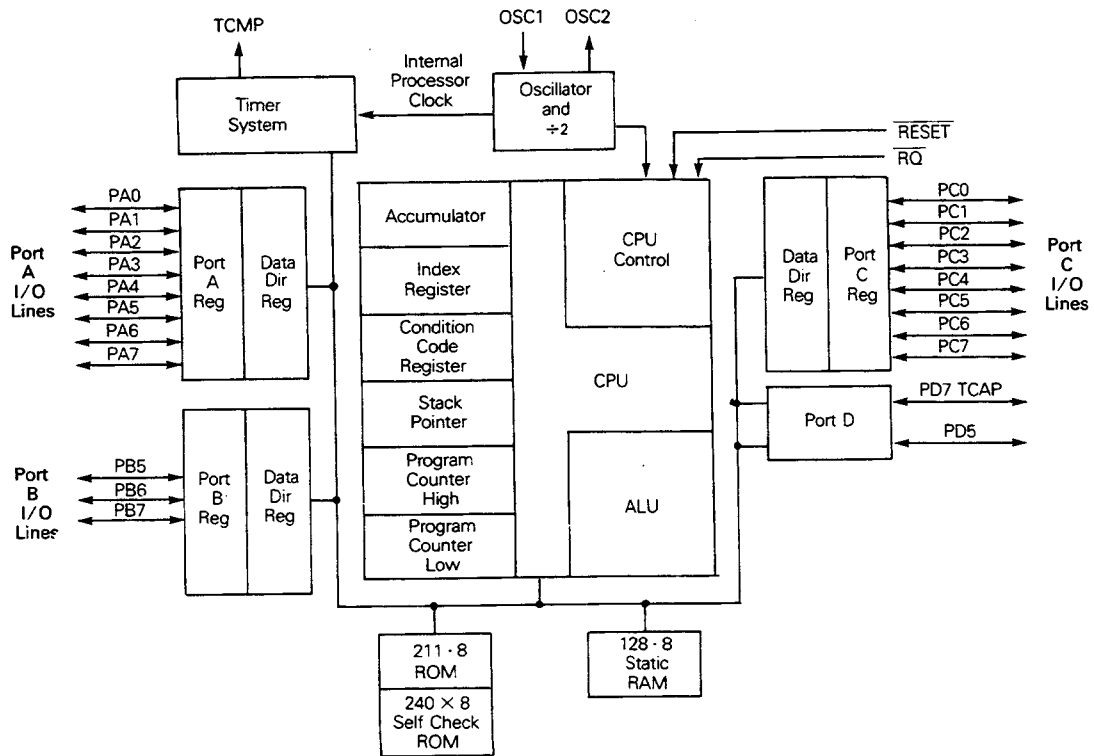 TCMP
OSC1
OSC2
Internal
Processor
Clock
Timer
System
Oscillator
and
÷2
RESET
RQ
PA0
PA1
PA2
PA3
PA4
PA5
PA6
PA7
Port
A
I/O
Lines
Port
A
Reg
Data
Dir
Reg
Accumulator
Index
Register
Condition
Code
Register
Stack
Pointer
Program
Counter
High
Program
Counter
Low
CPU
Control
CPU
ALU
Data
Dir
Reg
Port
C
Reg
PC0
PC1
PC2
PC3
PC4
PC5
PC6
PC7
Port
C
I/O
Lines
Port D
PD7 TCAP
PD5
Port
B
I/O
Lines
PB5
PB6
PB7
Port
B
Reg
Data
Dir
Reg
211 · 8
ROM
240 × 8
Self Check
ROM
128 · 8
Static
RAM